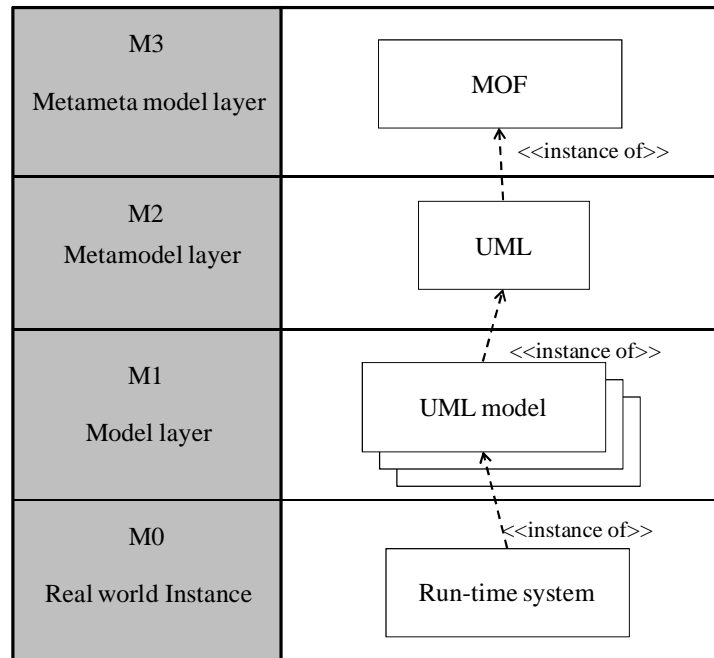 M3
Metameta model layer
MOF
<<instance of>>
M2
Metamodel layer
UML
<<instance of>>
M1
Model layer
UML model
<<instance of>>
M0
Real world Instance
Run-time system